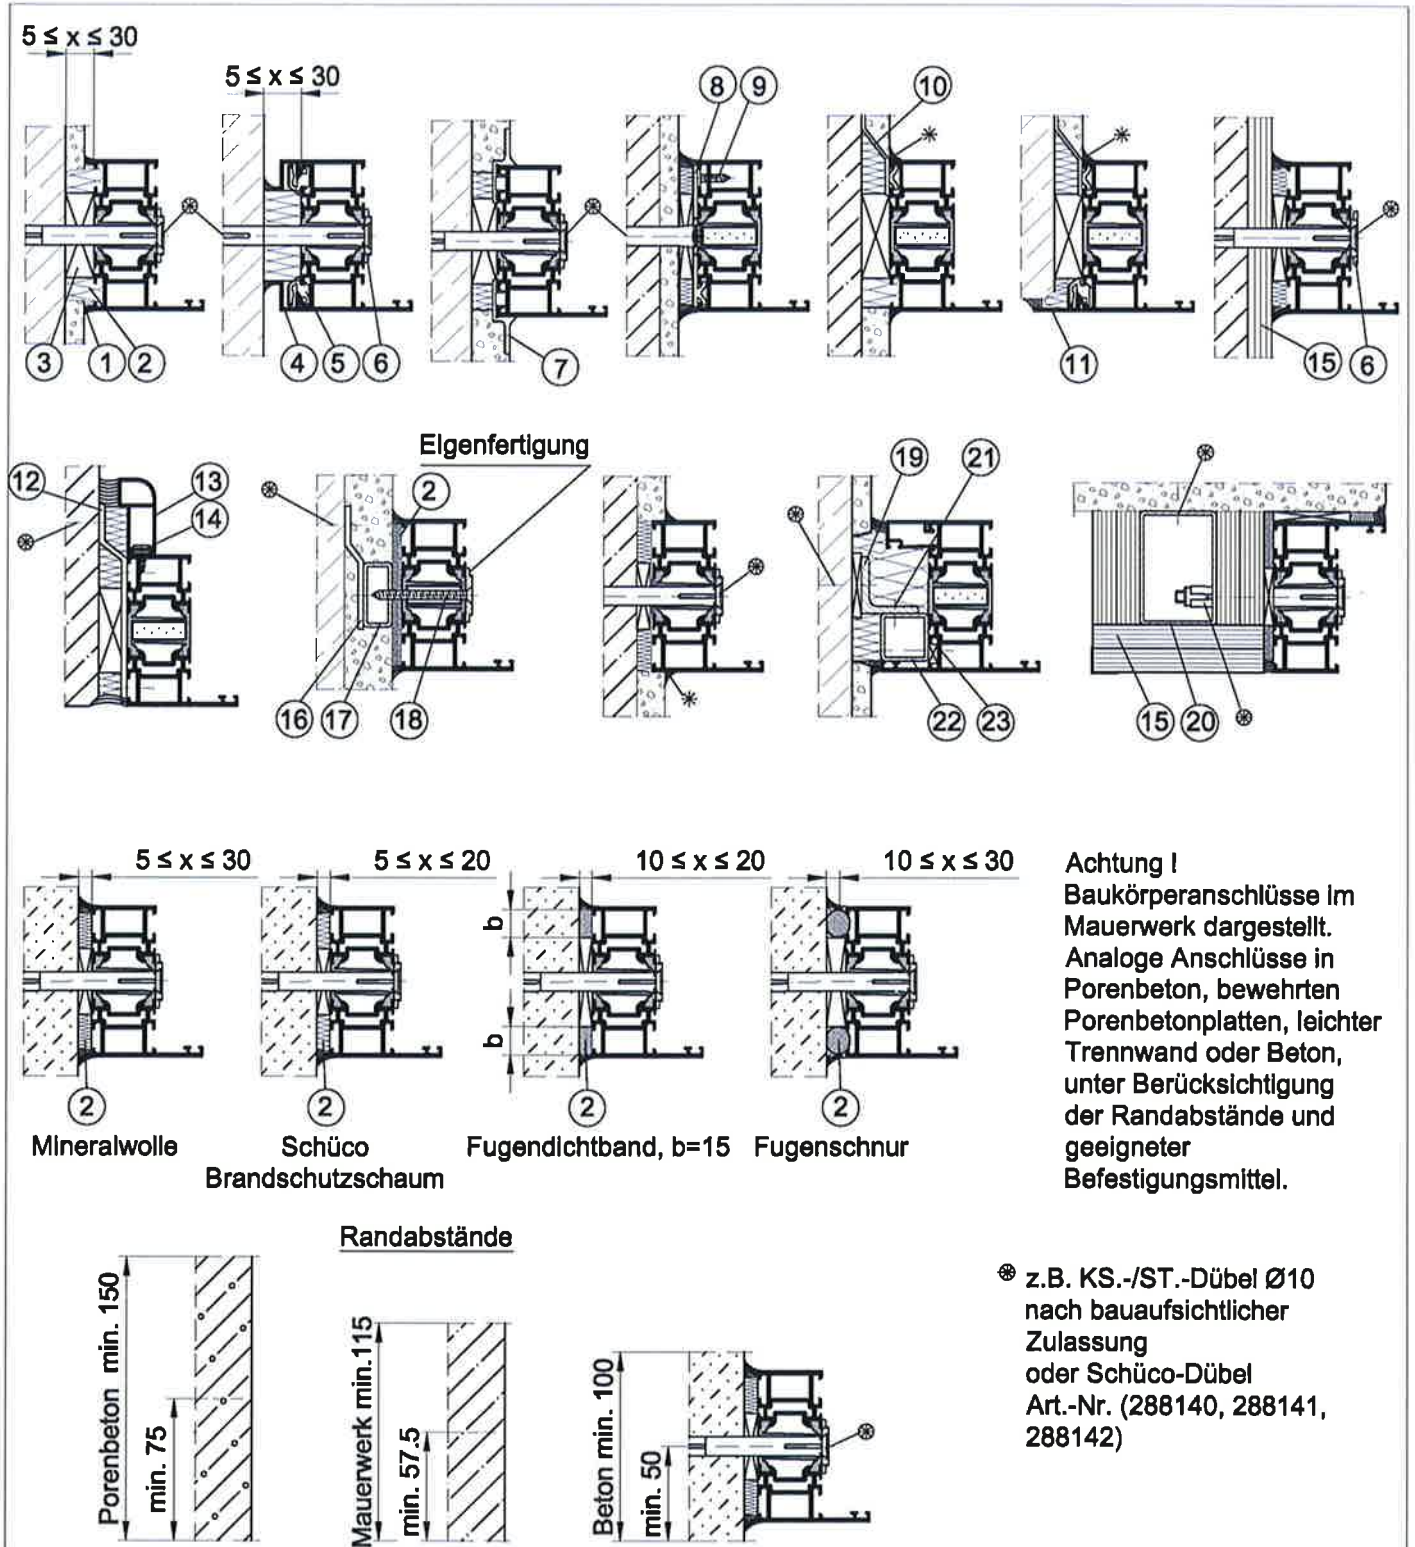 5 ≤ x ≤ 30
5 ≤ x ≤ 30
8 9 10
3 1 2 4 5 6 7 11 15 6
Eigenfertigung
12 13 14 2 19 21
16 17 18 22 23 15 20
5 ≤ x ≤ 30 5 ≤ x ≤ 20 10 ≤ x ≤ 20 10 ≤ x ≤ 30
b
b
2 2 2 2
Mineralwolle
Schüco
Brandschutzschaum
Fugendichtband, b=15
Fugenschnur
Achtung !
Baukörperanschlüsse im
Mauerwerk dargestellt.
Analoge Anschlüsse in
Porenbeton, bewehrten
Porenbetonplatten, leichter
Trennwand oder Beton,
unter Berücksichtigung
der Randabstände und
geeigneter
Befestigungsmittel.
Randabstände
Porenbeton min. 150
min. 75
Mauerwerk min.115
min. 57.5
Beton min. 100
min. 50
z.B. KS.-/ST.-Dübel Ø10
nach bauaufsichtlicher
Zulassung
oder Schüco-Dübel
Art.-Nr. (288140, 288141,
288142)